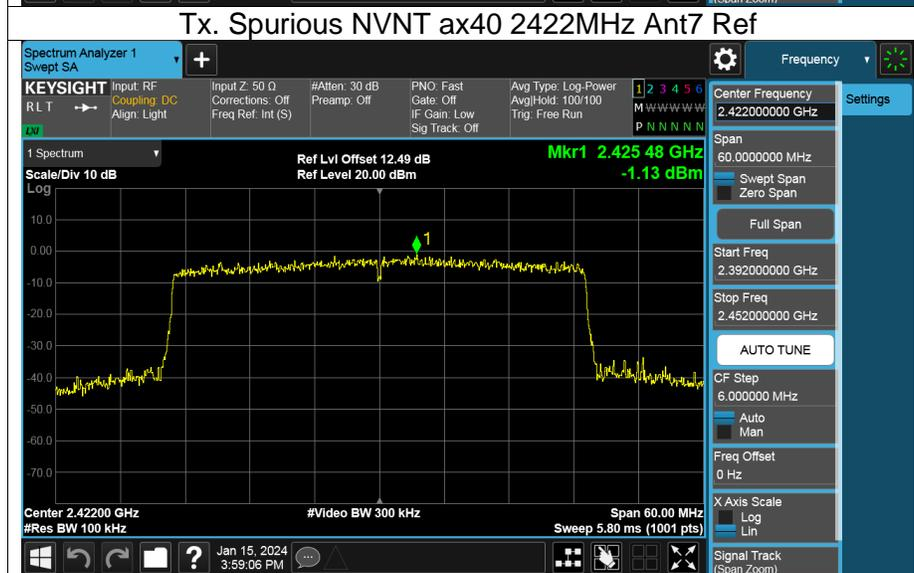 (Span Zoom)
Tx. Spurious NVNT ax40 2422MHz Ant7 Ref
Spectrum Analyzer 1
Swept SA
+
Frequency
KEYSIGHT
RLT
LXI
Input: RF
Coupling: DC
Align: Light
Input Z: 50 Ω
Corrections: Off
Freq Ref: Int (S)
#Atten: 30 dB
Preamp: Off
PNO: Fast
Gate: Off
IF Gain: Low
Sig Track: Off
Avg Type: Log-Power
Avg|Hold: 100/100
Trig: Free Run
1 2 3 4 5 6
M W W W W W
P N N N N N
1 Spectrum
Scale/Div 10 dB
Ref Lvl Offset 12.49 dB
Ref Level 20.00 dBm
Mkr1 2.425 48 GHz
-1.13 dBm
Log
10.0
0.00
-10.0
-20.0
-30.0
-40.0
-50.0
-60.0
-70.0
1
Center 2.42200 GHz
#Res BW 100 kHz
#Video BW 300 kHz
Span 60.00 MHz
Sweep 5.80 ms (1001 pts)
?
Jan 15, 2024
3:59:06 PM
Center Frequency
2.422000000 GHz
Settings
Span
60.0000000 MHz
Swept Span
Zero Span
Full Span
Start Freq
2.392000000 GHz
Stop Freq
2.452000000 GHz
AUTO TUNE
CF Step
6.000000 MHz
Auto
Man
Freq Offset
0 Hz
X Axis Scale
Log
Lin
Signal Track
(Span Zoom)